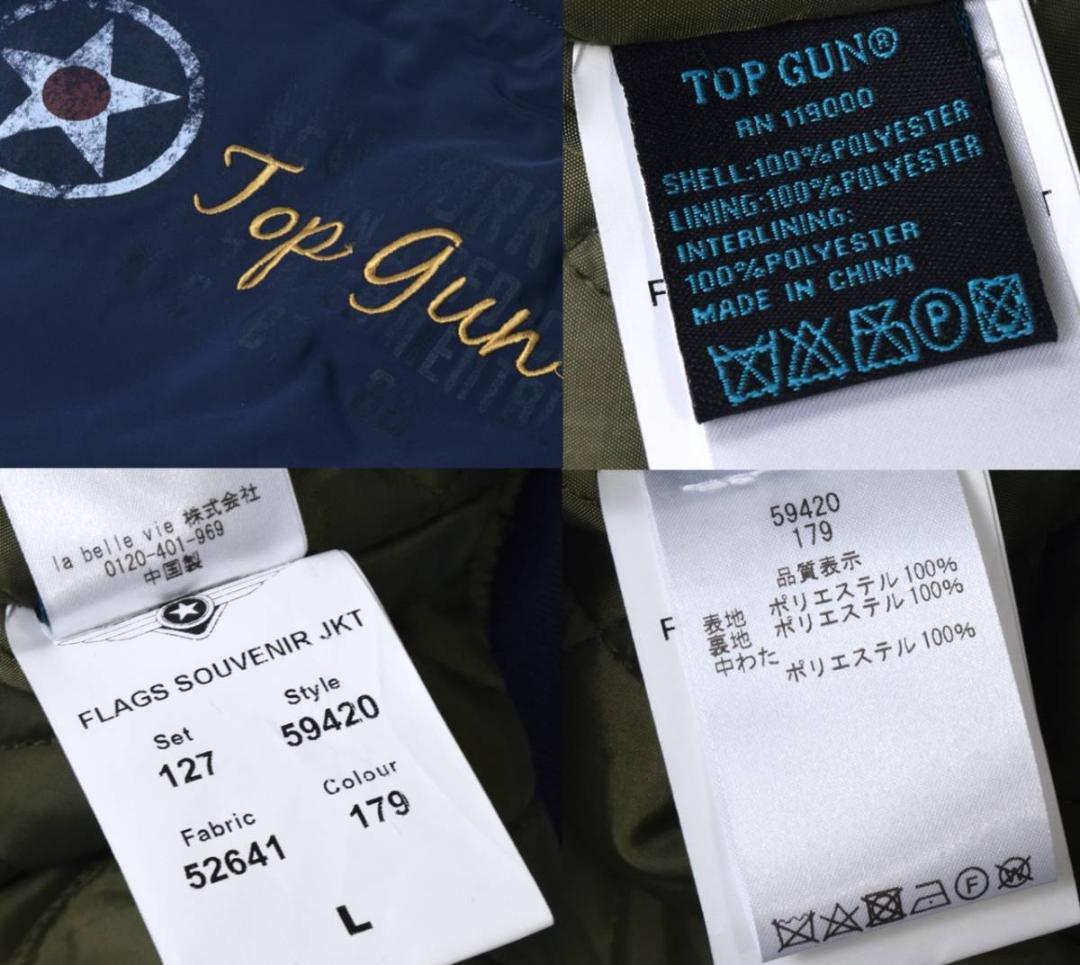 Top Gun
TOP GUN®
RN 119000
SHELL:100%POLYESTER
LINING:100%POLYESTER
INTERLINING:
100%POLYESTER
MADE IN CHINA
P
F
T
la belle vie 株式会社
0120-401-969
中国製
FLAGS SOUVENIR JKT
Set
127
Style
59420
Fabric
52641
Colour
179
L
59420
179
品質表示
表地 ポリエステル 100%
裏地 ポリエステル 100%
中わた ポリエステル 100%
F
F
W